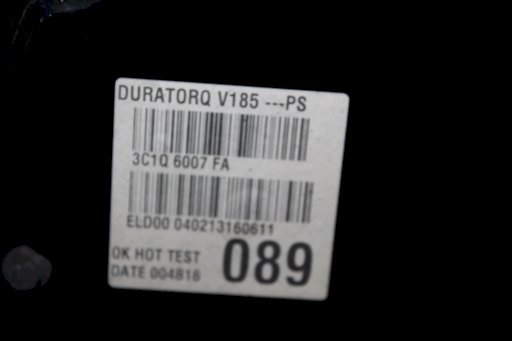 DURATORQ V185 ---PS
3C1Q 6007 FA
ELD00 040213160611
OK HOT TEST
DATE 004816
089